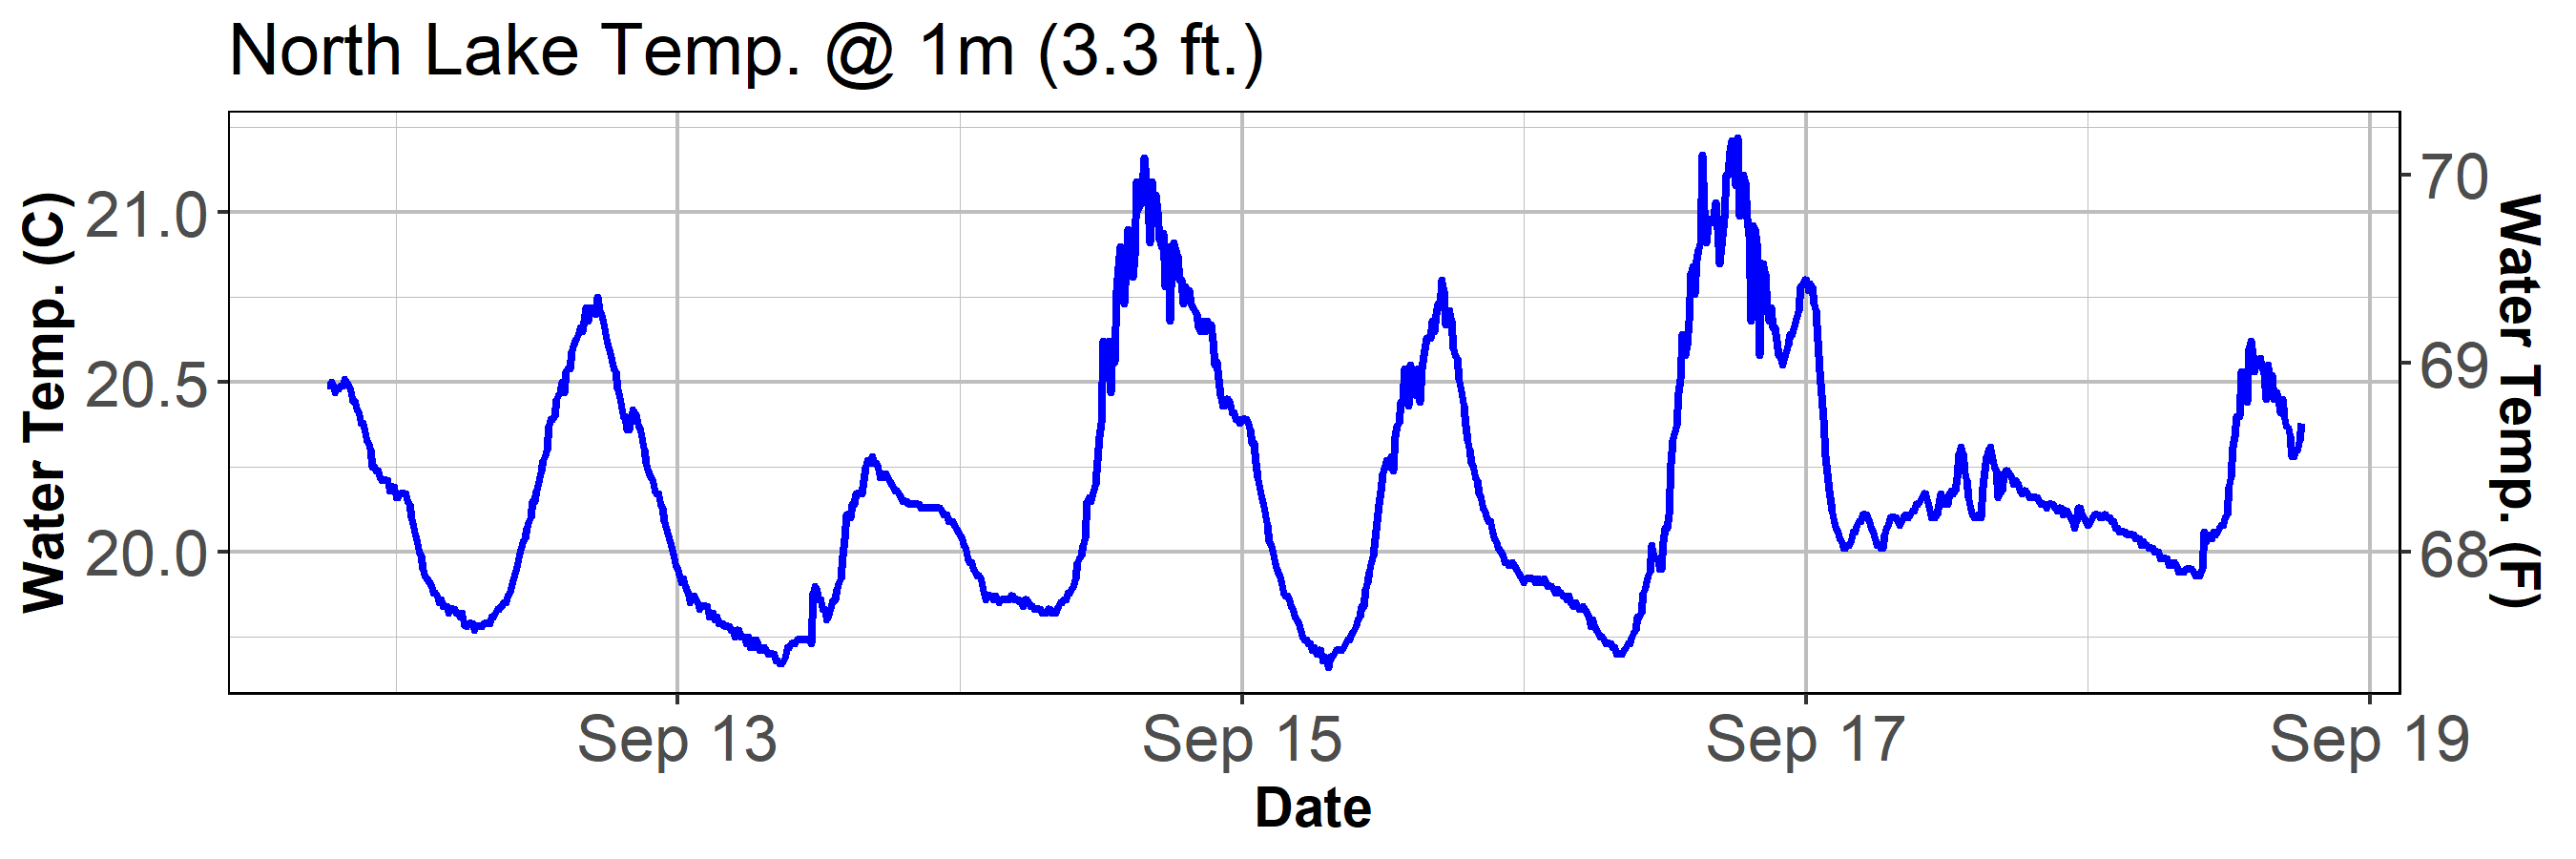 North Lake Temp. @ 1m (3.3 ft.)
Water Temp. (C)
21.0
20.5
20.0
70
69
68
Water Temp. (F)
Sep 13
Sep 15
Sep 17
Sep 19
Date